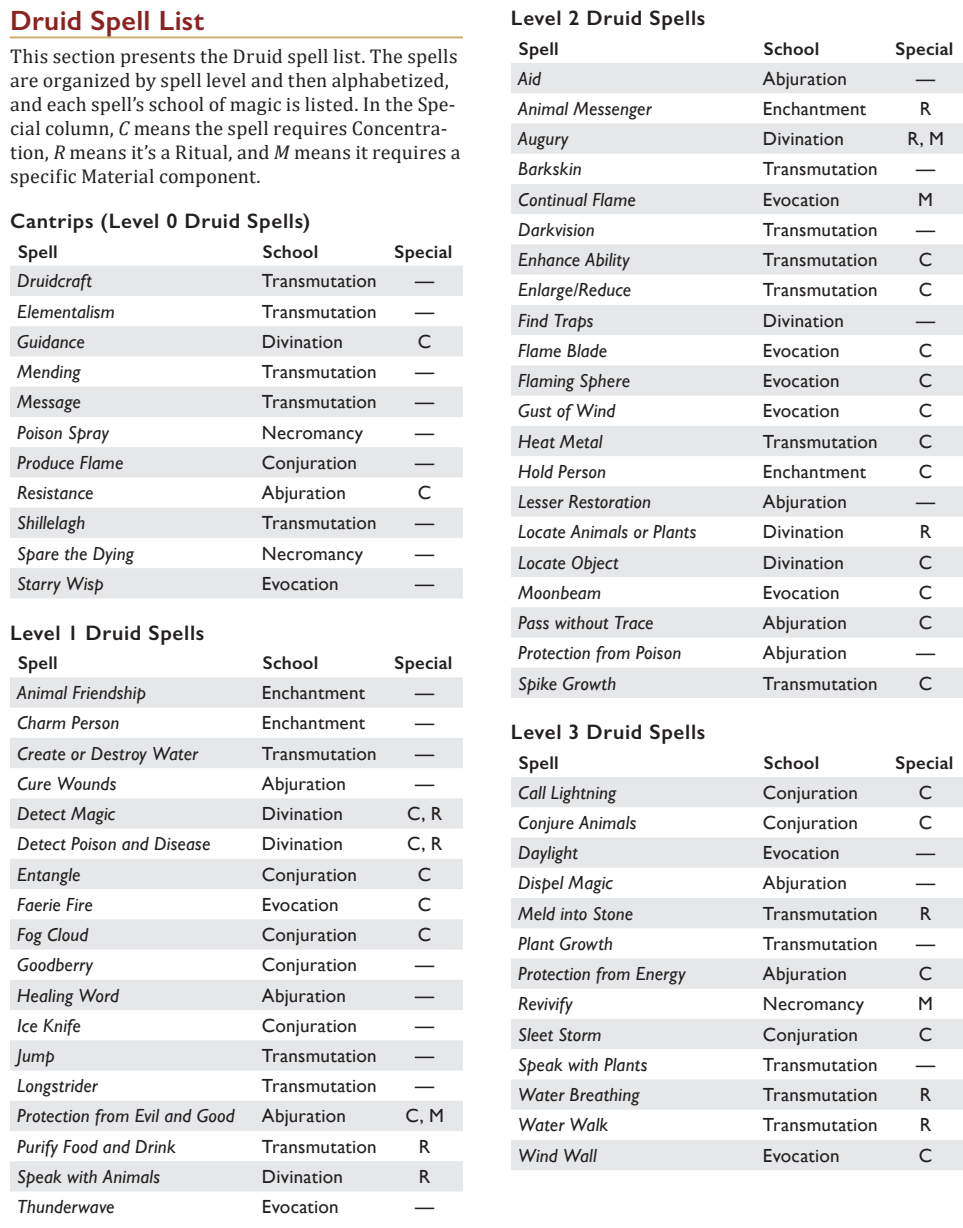 Druid Spell List
This section presents the Druid spell list. The spells
are organized by spell level and then alphabetized,
and each spell’s school of magic is listed. In the Spe-
cial column, C means the spell requires Concentra-
tion, R means it’s a Ritual, and M means it requires a
specific Material component.
Cantrips (Level 0 Druid Spells)
Spell School Special
Druidcraft Transmutation —
Elementalism Transmutation —
Guidance Divination C
Mending Transmutation —
Message Transmutation —
Poison Spray Necromancy —
Produce Flame Conjuration —
Resistance Abjuration C
Shillelagh Transmutation —
Spare the Dying Necromancy —
Starry Wisp Evocation —
Level 1 Druid Spells
Spell School Special
Animal Friendship Enchantment —
Charm Person Enchantment —
Create or Destroy Water Transmutation —
Cure Wounds Abjuration —
Detect Magic Divination C, R
Detect Poison and Disease Divination C, R
Entangle Conjuration C
Faerie Fire Evocation C
Fog Cloud Conjuration C
Goodberry Conjuration —
Healing Word Abjuration —
Ice Knife Conjuration —
Jump Transmutation —
Longstrider Transmutation —
Protection from Evil and Good Abjuration C, M
Purify Food and Drink Transmutation R
Speak with Animals Divination R
Thunderwave Evocation —
Level 2 Druid Spells
Spell School Special
Aid Abjuration —
Animal Messenger Enchantment R
Augury Divination R, M
Barkskin Transmutation —
Continual Flame Evocation M
Darkvision Transmutation —
Enhance Ability Transmutation C
Enlarge/Reduce Transmutation C
Find Traps Divination —
Flame Blade Evocation C
Flaming Sphere Evocation C
Gust of Wind Evocation C
Heat Metal Transmutation C
Hold Person Enchantment C
Lesser Restoration Abjuration —
Locate Animals or Plants Divination R
Locate Object Divination C
Moonbeam Evocation C
Pass without Trace Abjuration C
Protection from Poison Abjuration —
Spike Growth Transmutation C
Level 3 Druid Spells
Spell School Special
Call Lightning Conjuration C
Conjure Animals Conjuration C
Daylight Evocation —
Dispel Magic Abjuration —
Meld into Stone Transmutation R
Plant Growth Transmutation —
Protection from Energy Abjuration C
Revivify Necromancy M
Sleet Storm Conjuration C
Speak with Plants Transmutation —
Water Breathing Transmutation R
Water Walk Transmutation R
Wind Wall Evocation C